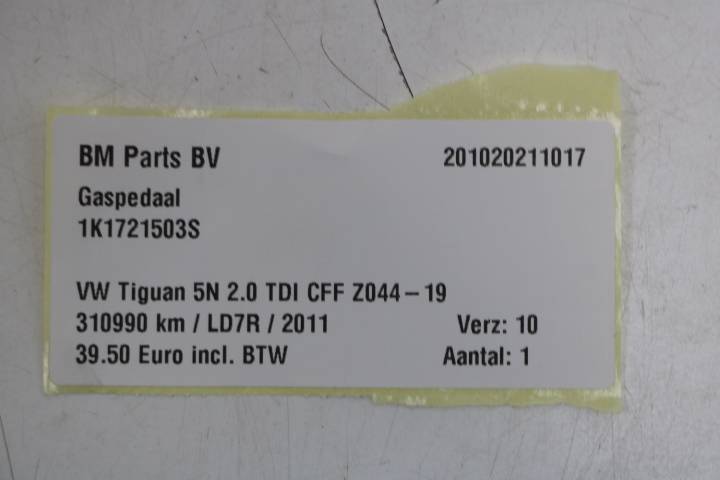 BM Parts BV 201020211017
Gaspedaal
1K1721503S
VW Tiguan 5N 2.0 TDI CFF Z044-19
310990 km / LD7R / 2011 Verz: 10
39.50 Euro incl. BTW Aantal: 1